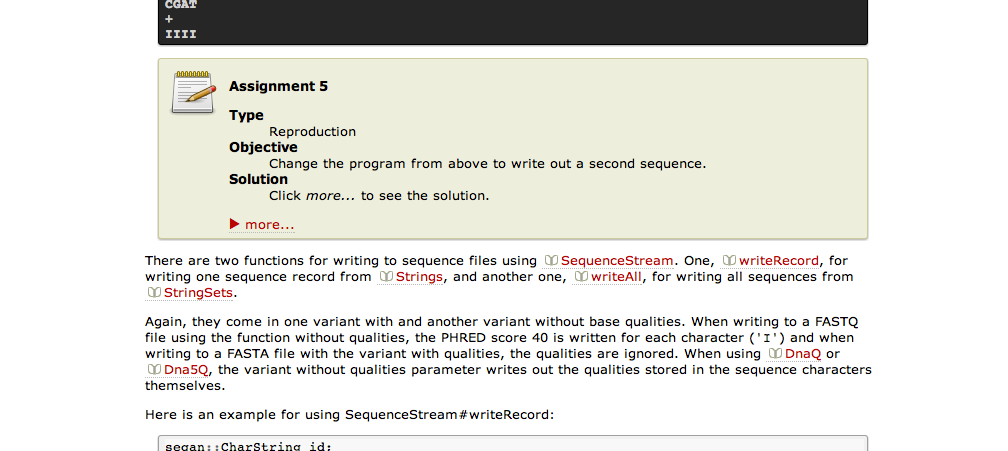 CGAT
+
IIII
Assignment 5
Type
Reproduction
Objective
Change the program from above to write out a second sequence.
Solution
Click more... to see the solution.
more...
There are two functions for writing to sequence files using SequenceStream. One, writeRecord, for
writing one sequence record from Strings, and another one, writeAll, for writing all sequences from
StringSets.
Again, they come in one variant with and another variant without base qualities. When writing to a FASTQ
file using the function without qualities, the PHRED score 40 is written for each character ('I') and when
writing to a FASTA file with the variant with qualities, the qualities are ignored. When using DnaQ or
Dna5Q, the variant without qualities parameter writes out the qualities stored in the sequence characters
themselves.
Here is an example for using SequenceStream#writeRecord:
seqan::CharString id;